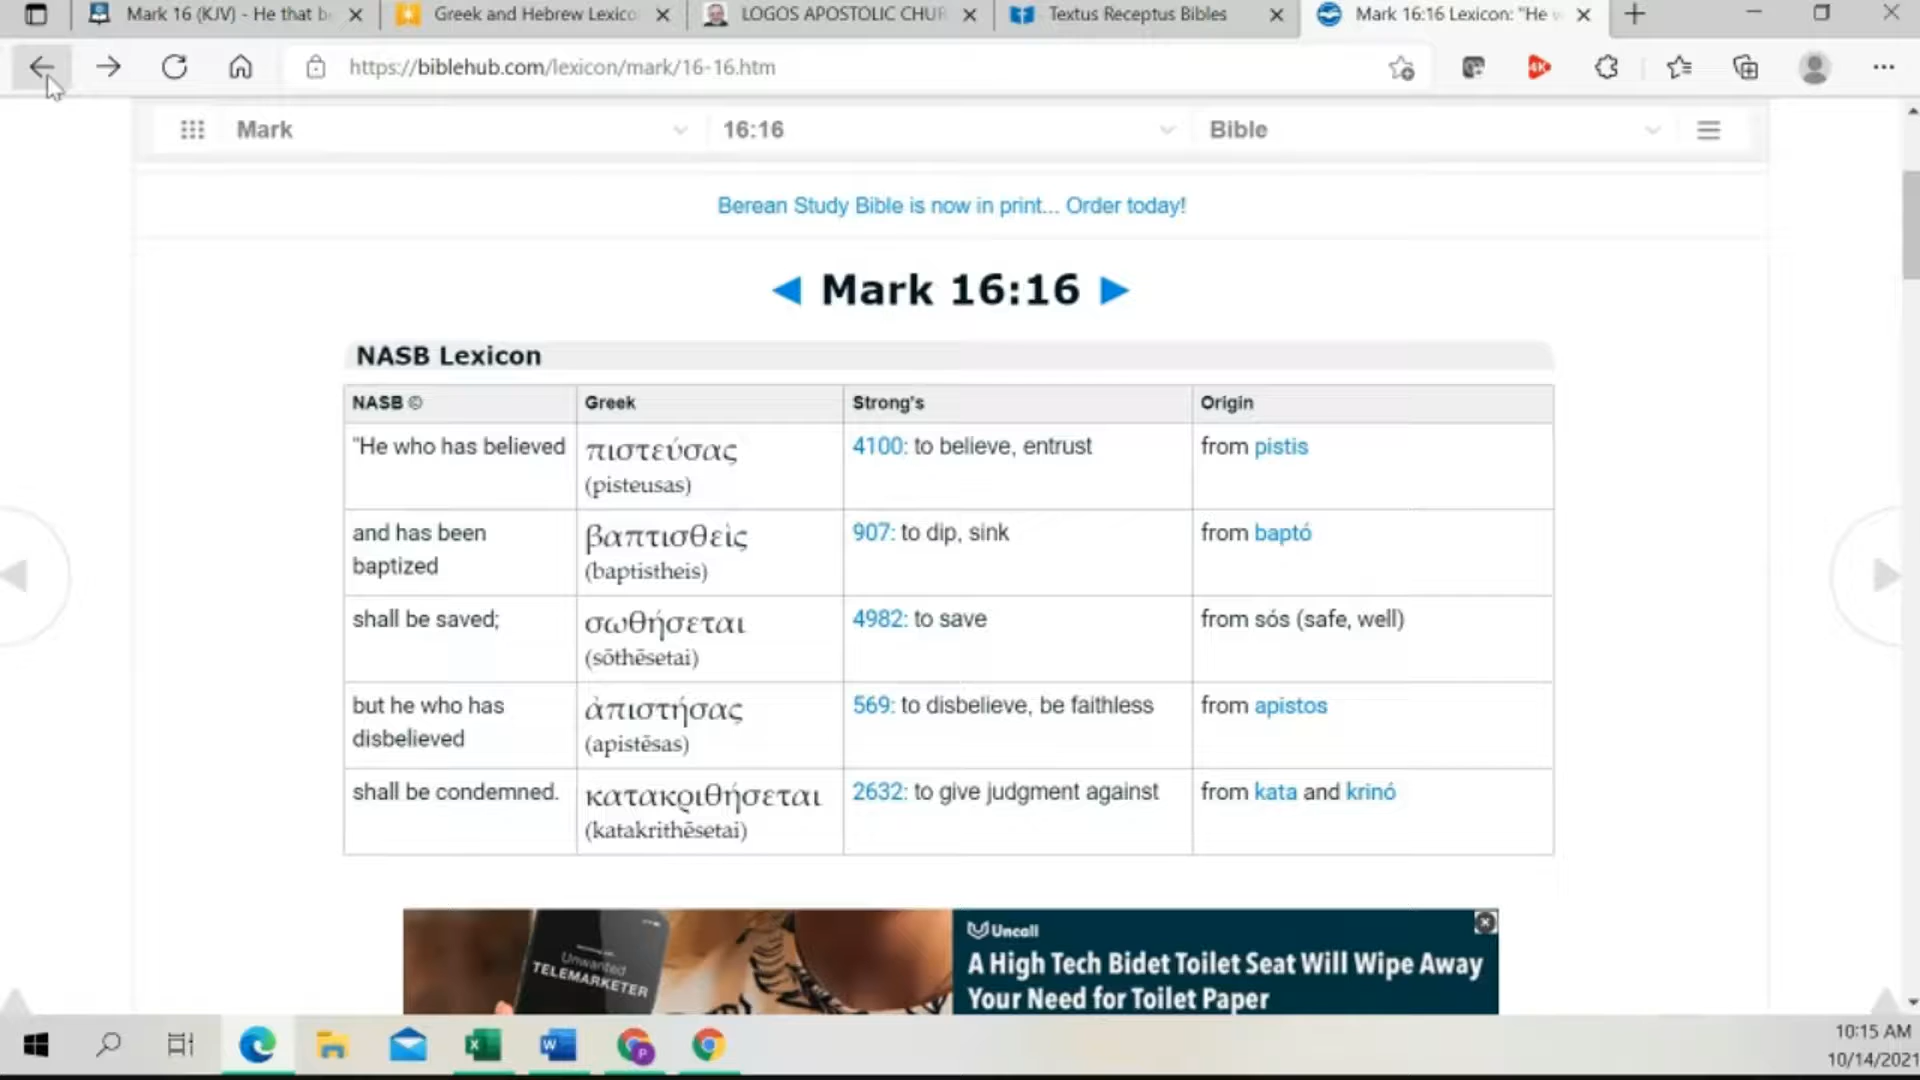 Mark 16 (KJV) - He that b
Greek and Hebrew Lexico
LOGOS APOSTOLIC CHUR
Textus Receptus Bibles
Mark 16:16 Lexicon: "He w
https://biblehub.com/lexicon/mark/16-16.htm
4K
Mark
16:16
Bible
Berean Study Bible is now in print... Order today!
Mark 16:16
NASB Lexicon
NASB © Greek Strong's Origin
"He who has believed πιστεύσας 4100: to believe, entrust from pistis
(pisteusas)
and has been βαπτισθεὶς 907: to dip, sink from baptó
baptized (baptistheis)
shall be saved; σωθήσεται 4982: to save from sós (safe, well)
(sōthēsetai)
but he who has ἀπιστήσας 569: to disbelieve, be faithless from apistos
disbelieved (apistēsas)
shall be condemned. κατακριθήσεται 2632: to give judgment against from kata and krinó
(katakrithēsetai)
Unwanted
TELEMARKETER
Uncall
A High Tech Bidet Toilet Seat Will Wipe Away
Your Need for Toilet Paper
P
10:15 AM
10/14/2021